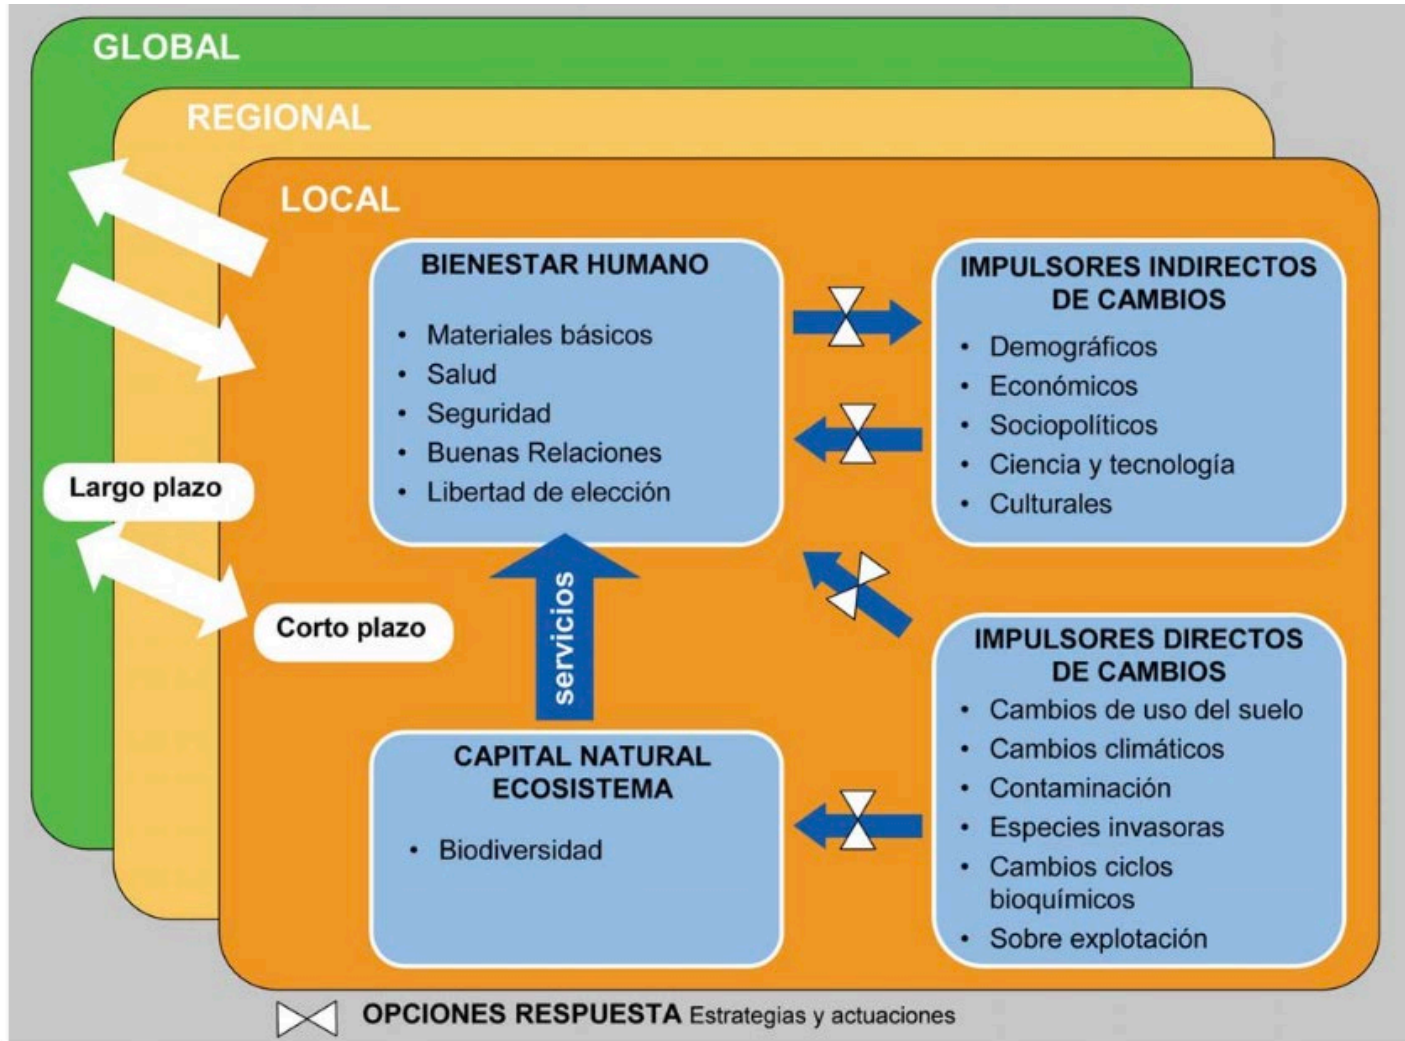 GLOBAL
REGIONAL
LOCAL
BIENESTAR HUMANO
• Materiales básicos
• Salud
• Seguridad
• Buenas Relaciones
• Libertad de elección
IMPULSORES INDIRECTOS
DE CAMBIOS
• Demográficos
• Económicos
• Sociopolíticos
• Ciencia y tecnología
• Culturales
Largo plazo
Corto plazo
servicios
CAPITAL NATURAL
ECOSISTEMA
• Biodiversidad
IMPULSORES DIRECTOS
DE CAMBIOS
• Cambios de uso del suelo
• Cambios climáticos
• Contaminación
• Especies invasoras
• Cambios ciclos
bioquímicos
• Sobre explotación
OPCIONES RESPUESTA Estrategias y actuaciones